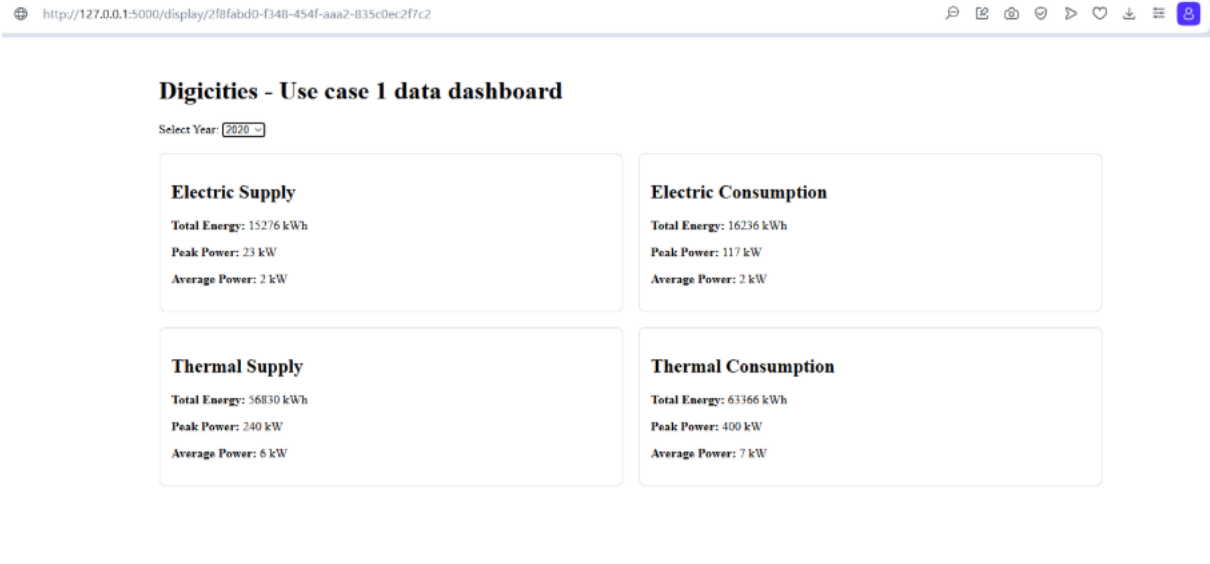 http://127.0.0.1:5000/display/2f8fabd0-f348-454f-aaa2-835c0ec2f7c2
Digicities - Use case 1 data dashboard
Select Year: 2020
Electric Supply
Total Energy: 15276 kWh
Peak Power: 23 kW
Average Power: 2 kW
Electric Consumption
Total Energy: 16236 kWh
Peak Power: 117 kW
Average Power: 2 kW
Thermal Supply
Total Energy: 56830 kWh
Peak Power: 240 kW
Average Power: 6 kW
Thermal Consumption
Total Energy: 63366 kWh
Peak Power: 400 kW
Average Power: 7 kW